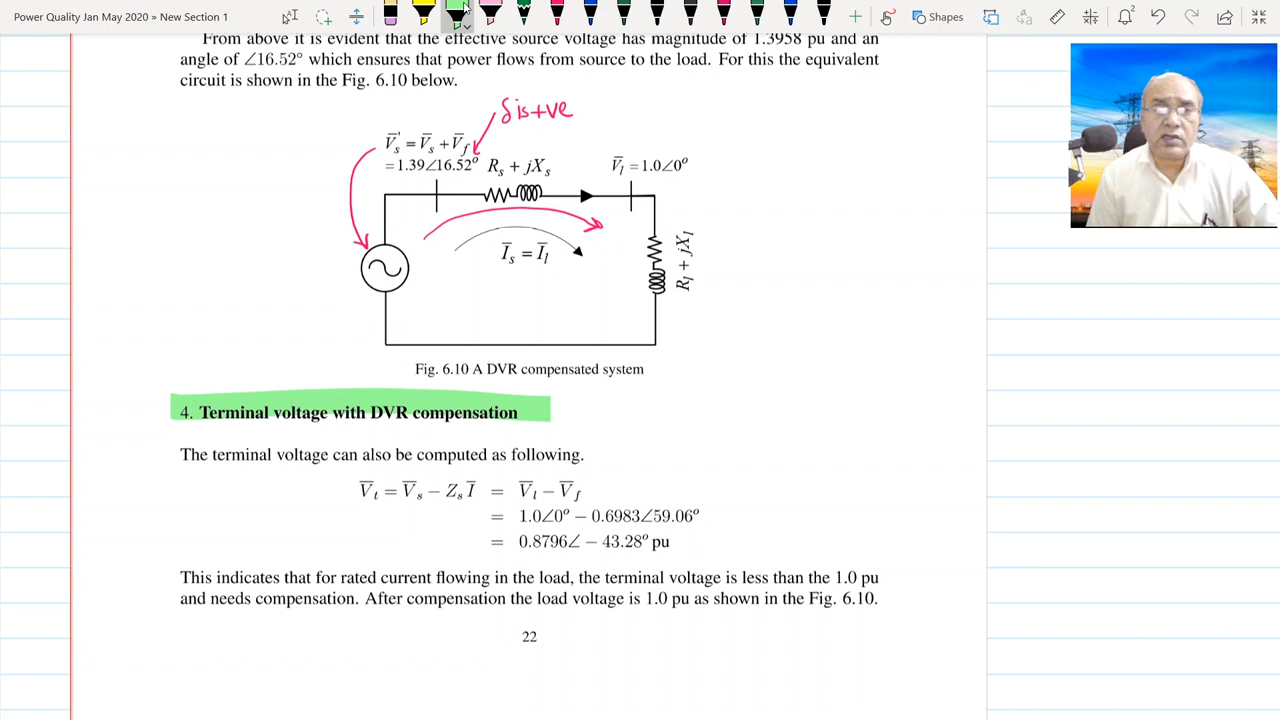 Power Quality Jan May 2020 » New Section 1
Shapes
From above it is evident that the effective source voltage has magnitude of 1.3958 pu and an
angle of ∠16.52° which ensures that power flows from source to the load. For this the equivalent
circuit is shown in the Fig. 6.10 below.
δ is +ve
V̅s' = V̅s + V̅f
= 1.39∠16.52° Rs + jXs V̅l = 1.0∠0°
I̅s = I̅l
Rl + jXl
Fig. 6.10 A DVR compensated system
4. Terminal voltage with DVR compensation
The terminal voltage can also be computed as following.
V̅t = V̅s − Zs I̅ = V̅l − V̅f
= 1.0∠0° − 0.6983∠59.06°
= 0.8796∠ − 43.28° pu
This indicates that for rated current flowing in the load, the terminal voltage is less than the 1.0 pu
and needs compensation. After compensation the load voltage is 1.0 pu as shown in the Fig. 6.10.
22